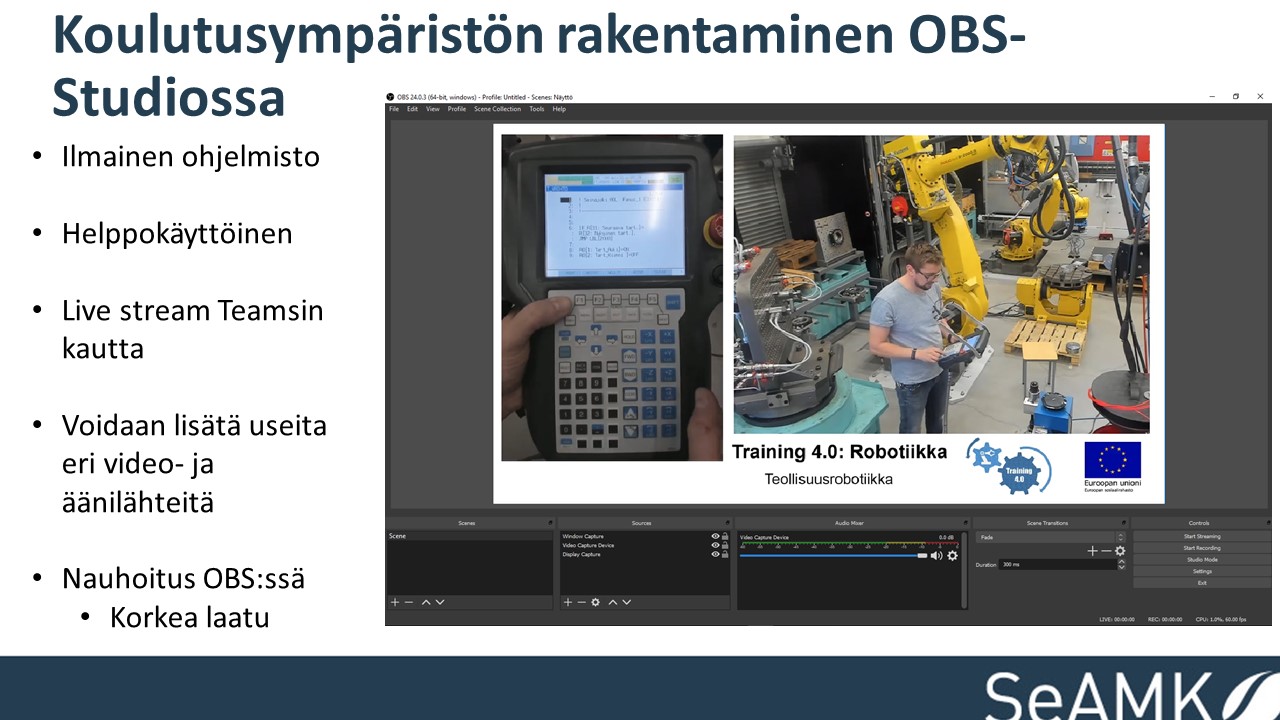 Koulutusympäristön rakentaminen OBS-
Studiossa
• Ilmainen ohjelmisto
• Helppokäyttöinen
• Live stream Teamsin
kautta
• Voidaan lisätä useita
eri video- ja
äänilähteitä
• Nauhoitus OBS:ssä
• Korkea laatu
OBS 24.0.3 (64-bit, windows) - Profile: Untitled - Scenes: Näyttö
File Edit View Profile Scene Collection Tools Help
Training 4.0: Robotiikka
Teollisuusrobotiikka
Training
4.0
Euroopan unioni
Euroopan sosiaalirahasto
Scenes
Scene
Sources
Window Capture
Video Capture Device
Display Capture
Audio Mixer
Video Capture Device 0.0 dB
Scene Transitions
Fade
Duration 300 ms
Controls
Start Streaming
Start Recording
Studio Mode
Settings
Exit
LIVE: 00:00:00 REC: 00:00:00 CPU: 1.0%, 60.00 fps
SeAMK